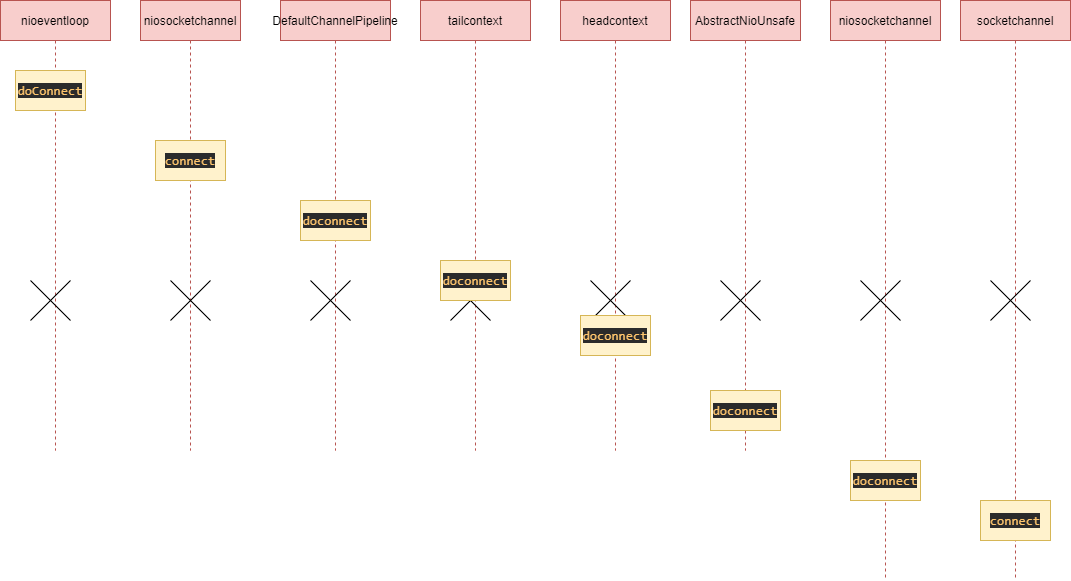 nioeventloop
niosocketchannel
DefaultChannelPipeline
tailcontext
headcontext
AbstractNioUnsafe
niosocketchannel
socketchannel
doConnect
connect
doconnect
doconnect
doconnect
doconnect
doconnect
connect